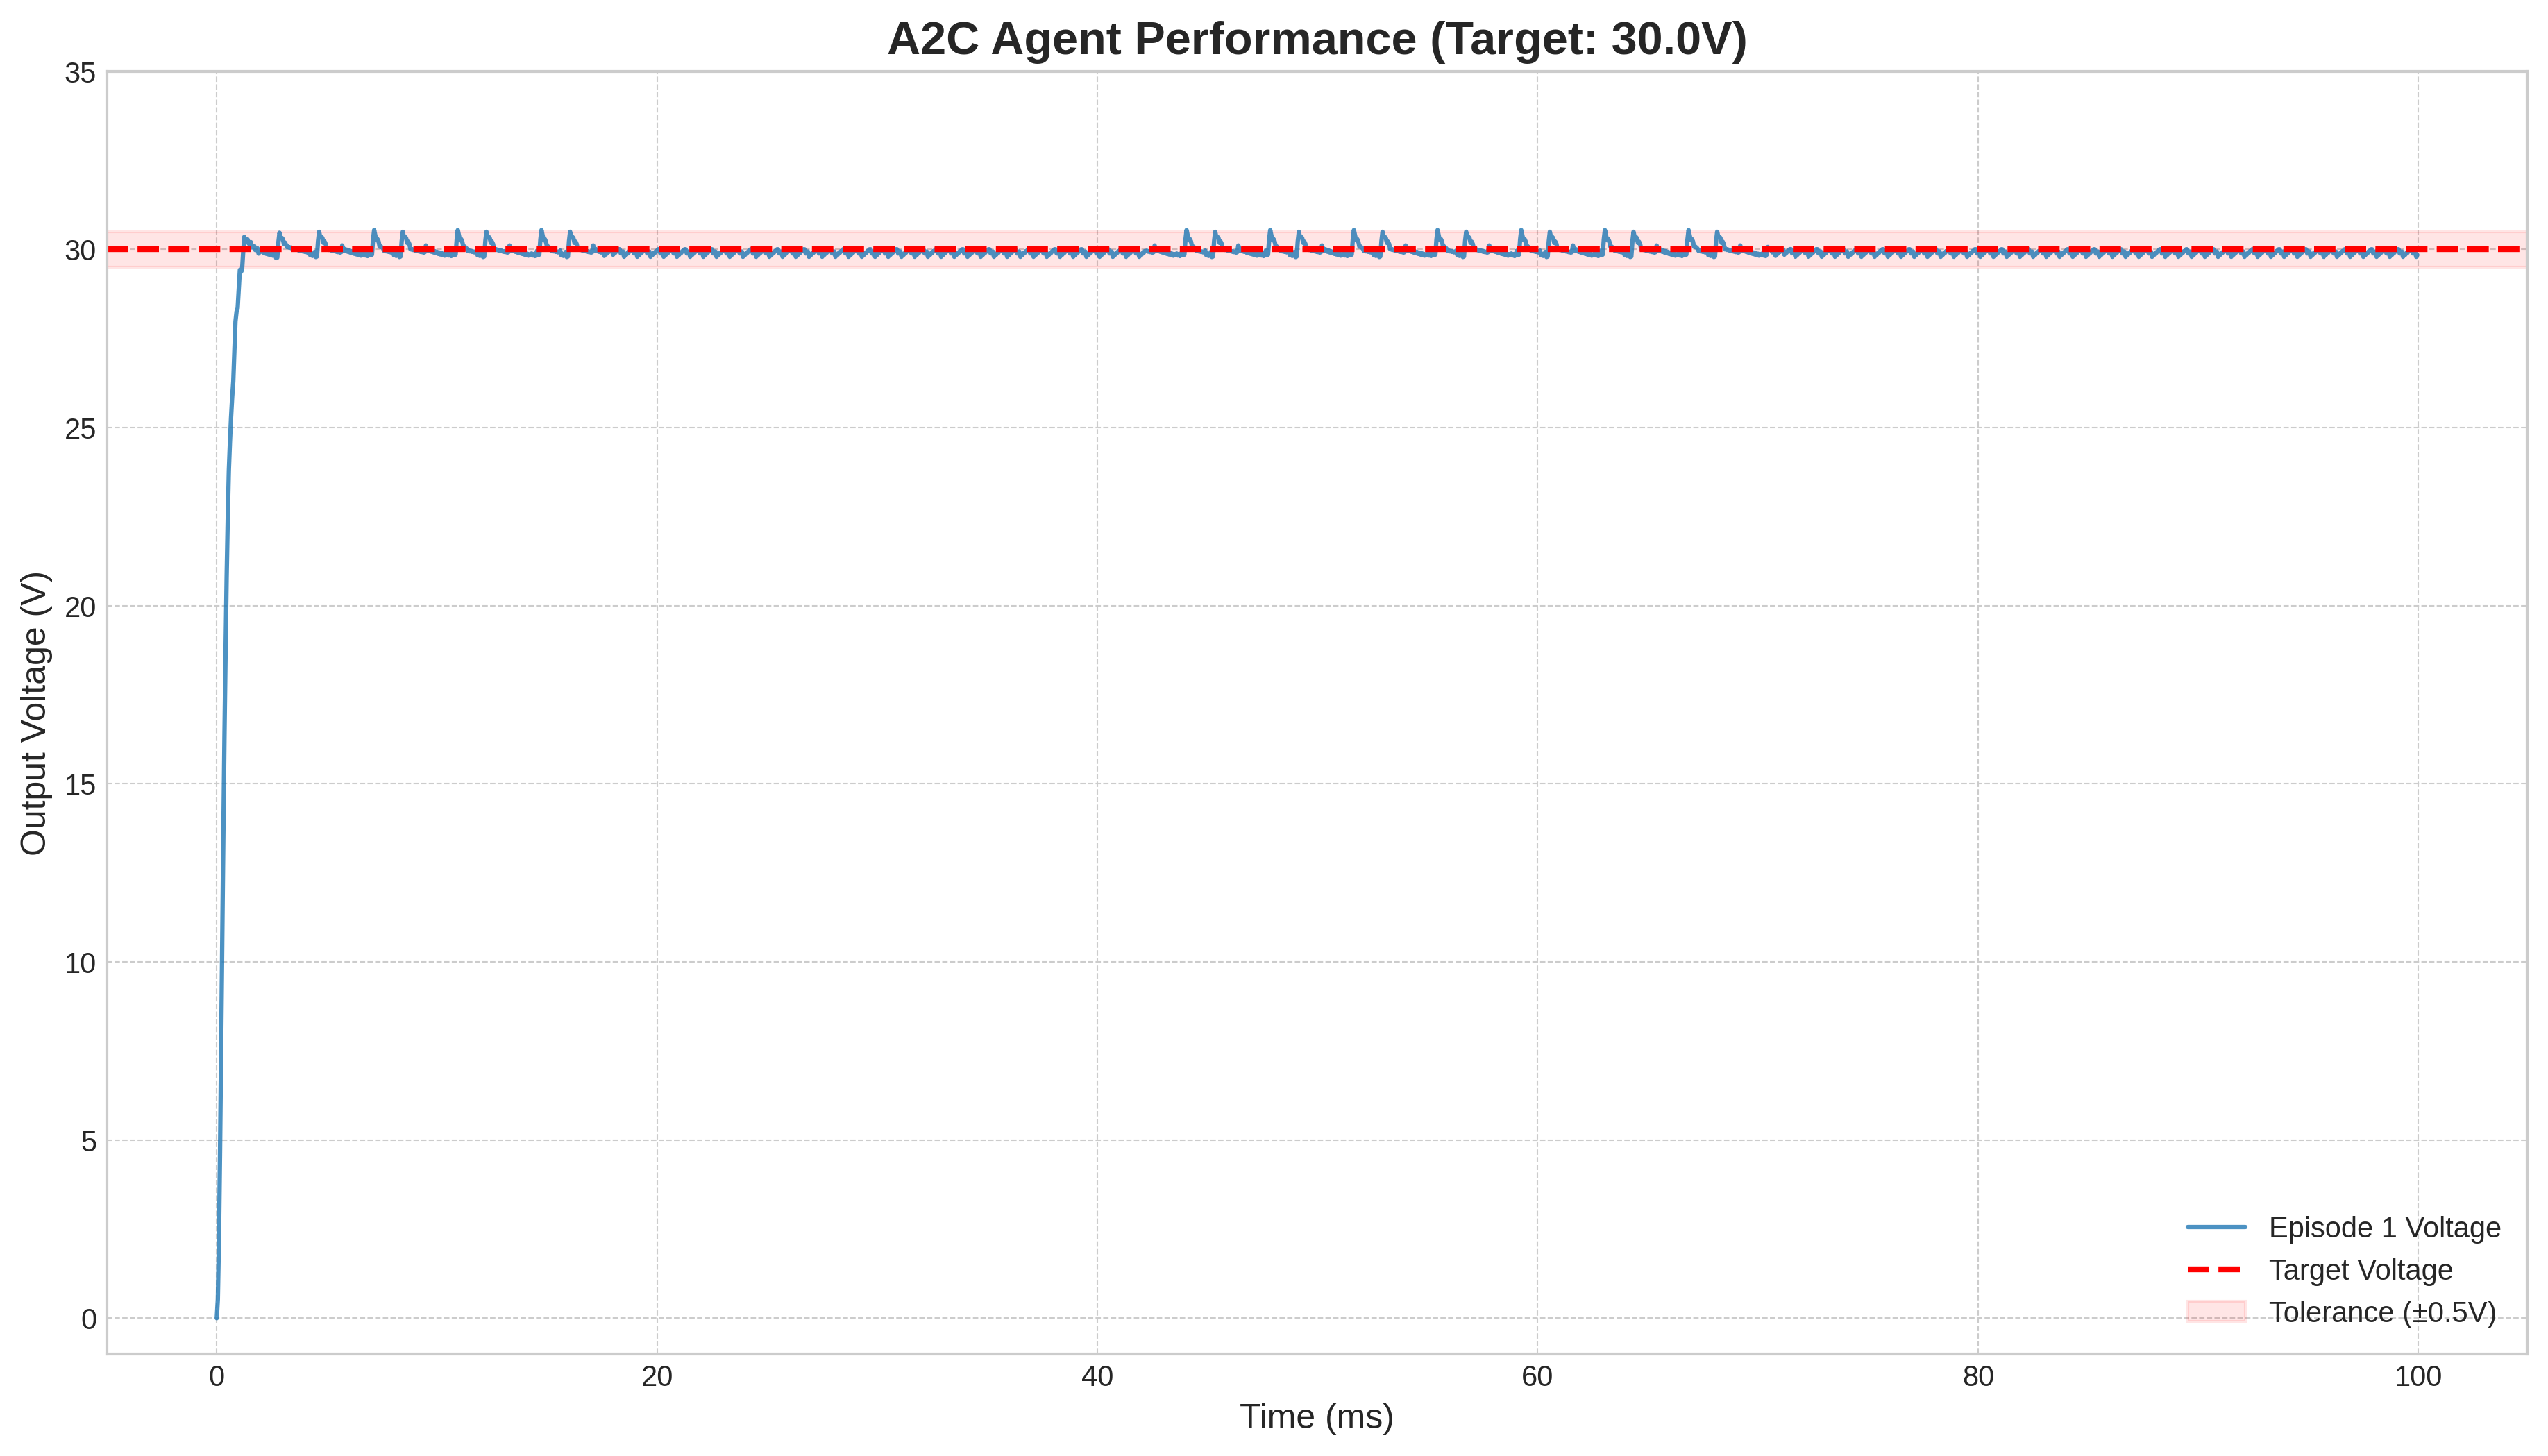 A2C Agent Performance (Target: 30.0V)
35
30
25
20
15
10
5
0
Output Voltage (V)
0 20 40 60 80 100
Time (ms)
Episode 1 Voltage
Target Voltage
Tolerance (±0.5V)